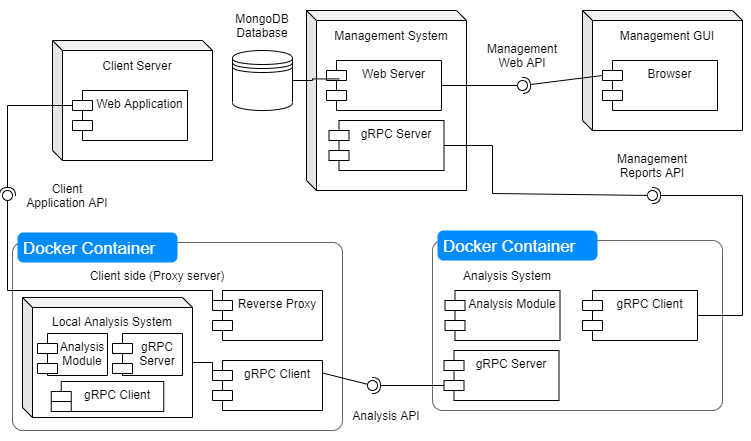 MongoDB
Database
Client Server
Web Application
Management System
Web Server
gRPC Server
Management
Web API
Management GUI
Browser
Client
Application API
Management
Reports API
Docker Container
Client side (Proxy server)
Reverse Proxy
Local Analysis System
Analysis
Module
gRPC
Server
gRPC Client
gRPC Client
Analysis API
Docker Container
Analysis System
Analysis Module
gRPC Client
gRPC Server